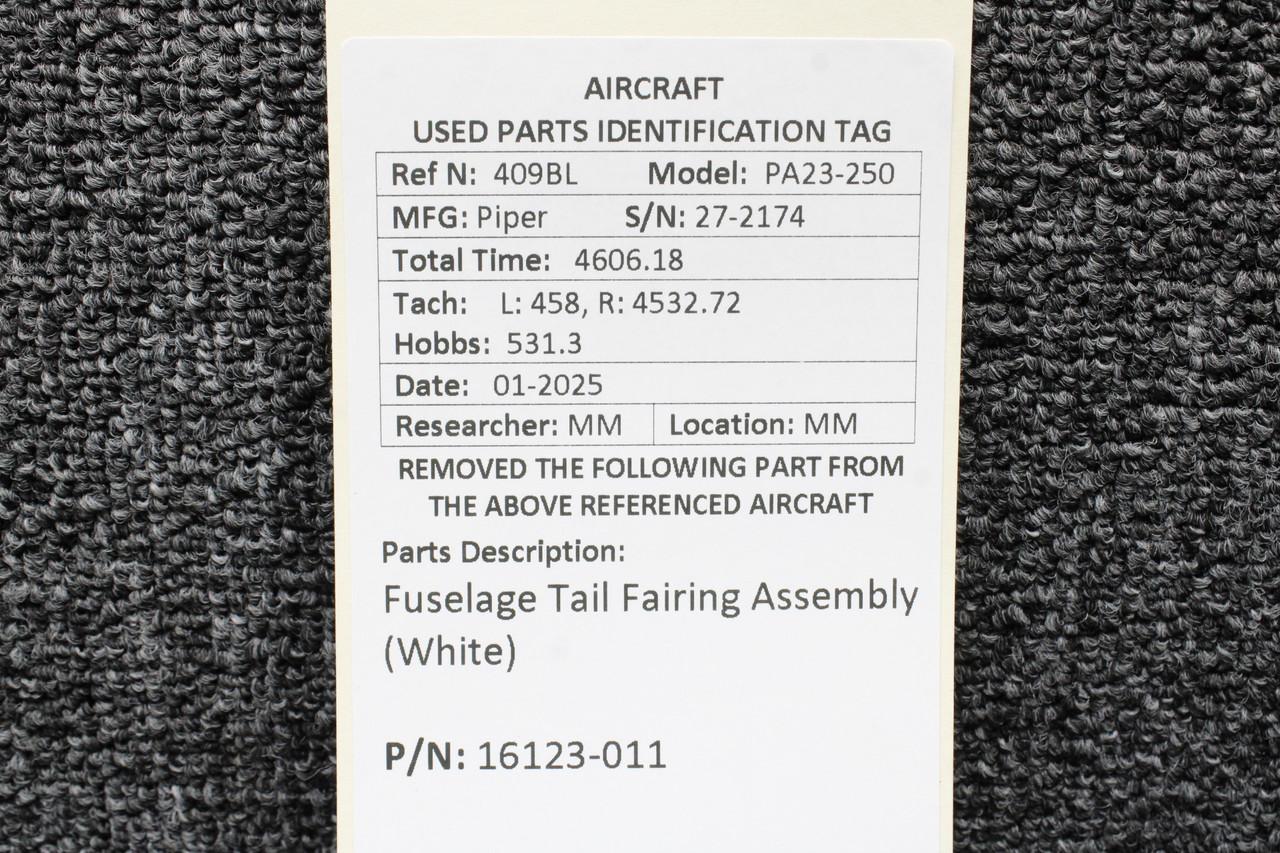 AIRCRAFT
USED PARTS IDENTIFICATION TAG
Ref N: 409BL Model: PA23-250
MFG: Piper S/N: 27-2174
Total Time: 4606.18
Tach: L: 458, R: 4532.72
Hobbs: 531.3
Date: 01-2025
Researcher: MM Location: MM
REMOVED THE FOLLOWING PART FROM
THE ABOVE REFERENCED AIRCRAFT
Parts Description:
Fuselage Tail Fairing Assembly
(White)
P/N: 16123-011